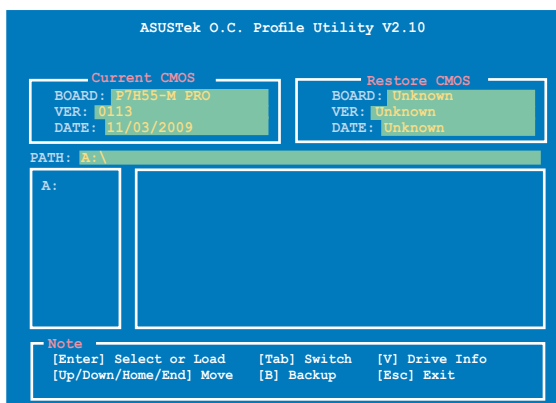 ASUSTek O.C. Profile Utility V2.10
Current CMOS
BOARD: P7H55-M PRO
VER: 0113
DATE: 11/03/2009
Restore CMOS
BOARD: Unknown
VER: Unknown
DATE: Unknown
PATH: A:\
A:
Note
[Enter] Select or Load [Tab] Switch [V] Drive Info
[Up/Down/Home/End] Move [B] Backup [Esc] Exit